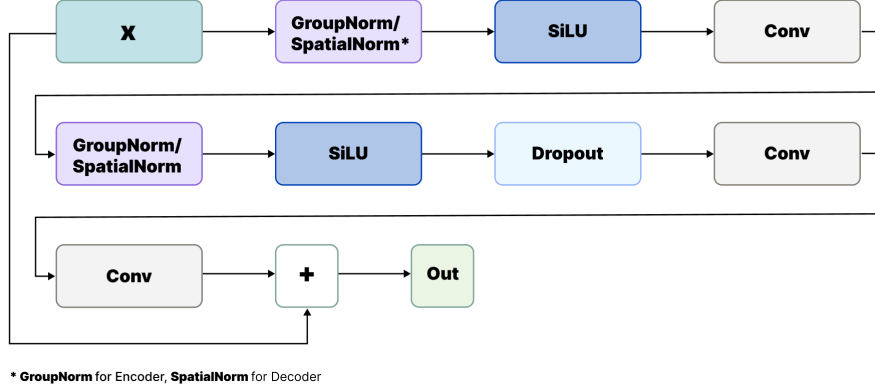 X
GroupNorm/
SpatialNorm*
SiLU
Conv
GroupNorm/
SpatialNorm
SiLU
Dropout
Conv
Conv
+
Out
* GroupNorm for Encoder, SpatialNorm for Decoder